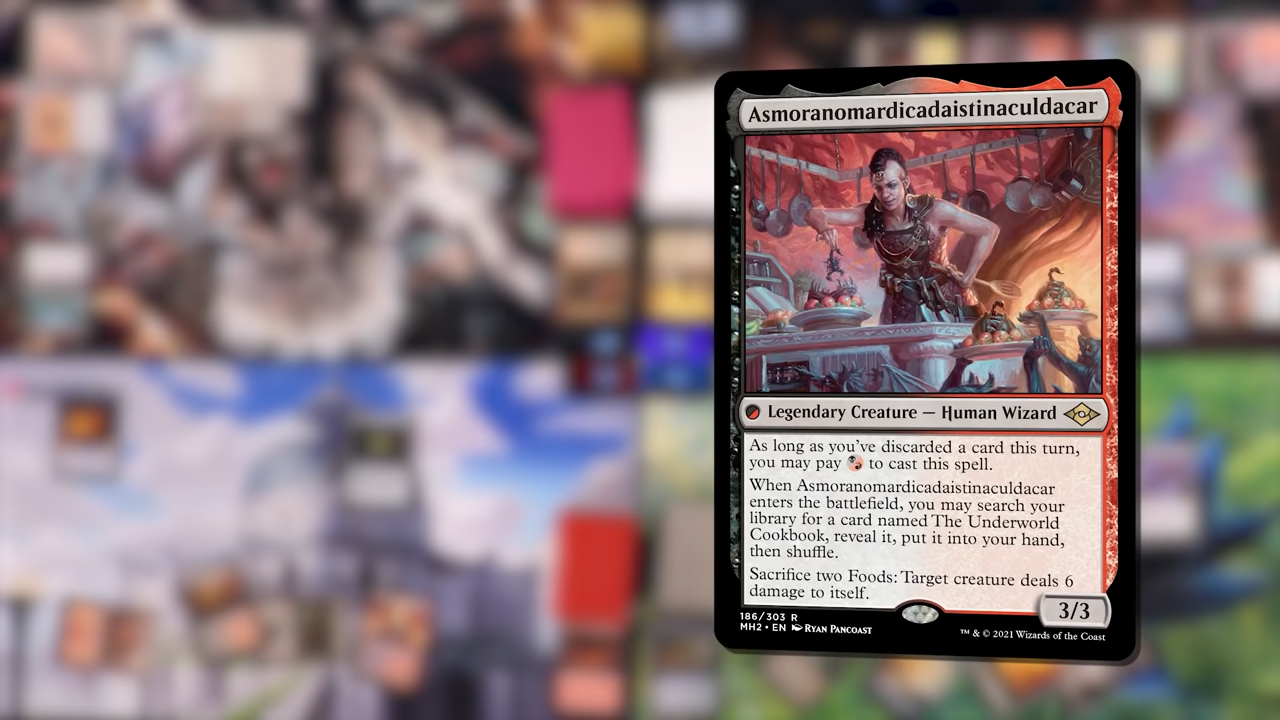 Asmoranomardicadaistinaculdacar
Legendary Creature — Human Wizard
As long as you've discarded a card this turn,
you may pay to cast this spell.
When Asmoranomardicadaistinaculdacar
enters the battlefield, you may search your
library for a card named The Underworld
Cookbook, reveal it, put it into your hand,
then shuffle.
Sacrifice two Foods: Target creature deals 6
damage to itself.
3/3
186/303 R
MH2 • EN Ryan Pancoast
™ & © 2021 Wizards of the Coast